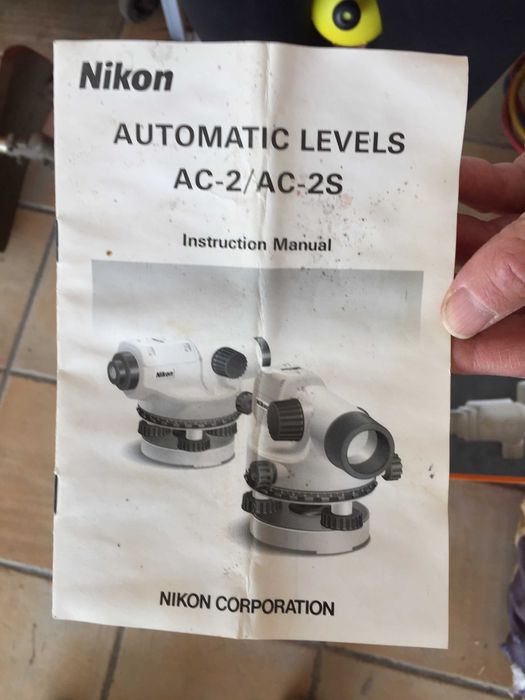 Nikon
AUTOMATIC LEVELS
AC-2/AC-2S
Instruction Manual
Nikon
NIKON CORPORATION